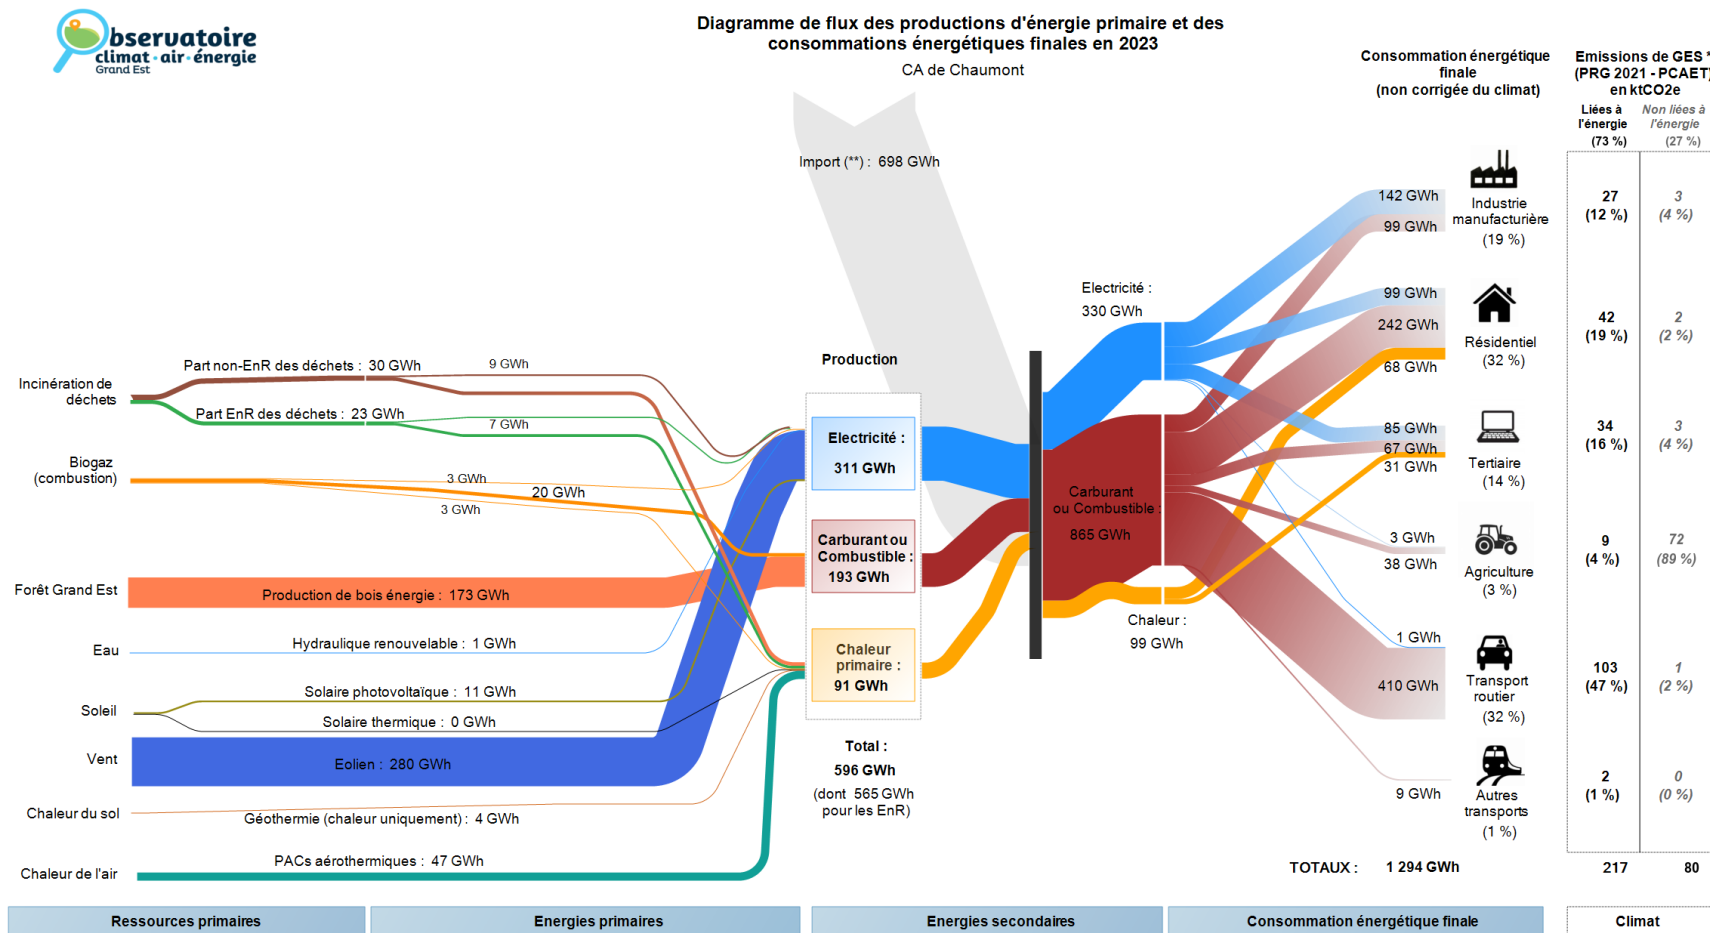 Observatoire
climat · air · énergie
Grand Est
Diagramme de flux des productions d'énergie primaire et des
consommations énergétiques finales en 2023
CA de Chaumont
Consommation énergétique
finale
(non corrigée du climat)
Emissions de GES *
(PRG 2021 - PCAET)
en ktCO2e
Liées à
l'énergie
(73 %)
Non liées à
l'énergie
(27 %)
Import (**) : 698 GWh
142 GWh
99 GWh
Industrie
manufacturière
(19 %)
27
(12 %)
3
(4 %)
Electricité :
330 GWh
99 GWh
242 GWh
68 GWh
Résidentiel
(32 %)
42
(19 %)
2
(2 %)
Incinération de
déchets
Part non-EnR des déchets : 30 GWh
9 GWh
Part EnR des déchets : 23 GWh
7 GWh
Production
Electricité :
311 GWh
85 GWh
67 GWh
31 GWh
Tertiaire
(14 %)
34
(16 %)
3
(4 %)
Biogaz
(combustion)
3 GWh
20 GWh
3 GWh
Carburant ou
Combustible :
193 GWh
Carburant
ou Combustible :
865 GWh
3 GWh
38 GWh
Agriculture
(3 %)
9
(4 %)
72
(89 %)
Forêt Grand Est
Production de bois énergie : 173 GWh
Eau
Hydraulique renouvelable : 1 GWh
Chaleur
primaire :
91 GWh
Chaleur :
99 GWh
1 GWh
410 GWh
Transport
routier
(32 %)
103
(47 %)
1
(2 %)
Soleil
Solaire photovoltaïque : 11 GWh
Solaire thermique : 0 GWh
Vent
Eolien : 280 GWh
Total :
596 GWh
(dont 565 GWh
pour les EnR)
9 GWh
Autres
transports
(1 %)
2
(1 %)
0
(0 %)
Chaleur du sol
Géothermie (chaleur uniquement) : 4 GWh
Chaleur de l'air
PACs aérothermiques : 47 GWh
TOTAUX : 1 294 GWh
217
80
Ressources primaires
Energies primaires
Energies secondaires
Consommation énergétique finale
Climat